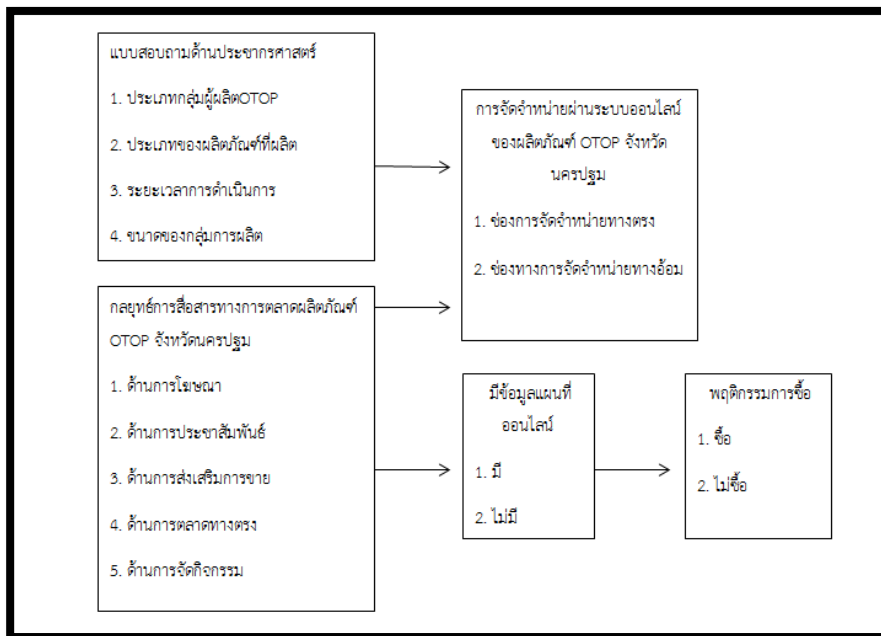 แบบสอบถามด้านประชากรศาสตร์
1. ประเภทกลุ่มผู้ผลิตOTOP
2. ประเภทของผลิตภัณฑ์ที่ผลิต
3. ระยะเวลาการดำเนินการ
4. ขนาดของกลุ่มการผลิต
การจัดจำหน่ายผ่านระบบออนไลน์
ของผลิตภัณฑ์ OTOP จังหวัด
นครปฐม
1. ช่องการจัดจำหน่ายทางตรง
2. ช่องทางการจัดจำหน่ายทางอ้อม
กลยุทธ์การสื่อสารทางการตลาดผลิตภัณฑ์
OTOP จังหวัดนครปฐม
1. ด้านการโฆษณา
2. ด้านการประชาสัมพันธ์
3. ด้านการส่งเสริมการขาย
4. ด้านการตลาดทางตรง
5. ด้านการจัดกิจกรรม
มีข้อมูลแผนที่
ออนไลน์
1. มี
2. ไม่มี
พฤติกรรมการซื้อ
1. ซื้อ
2. ไม่ซื้อ